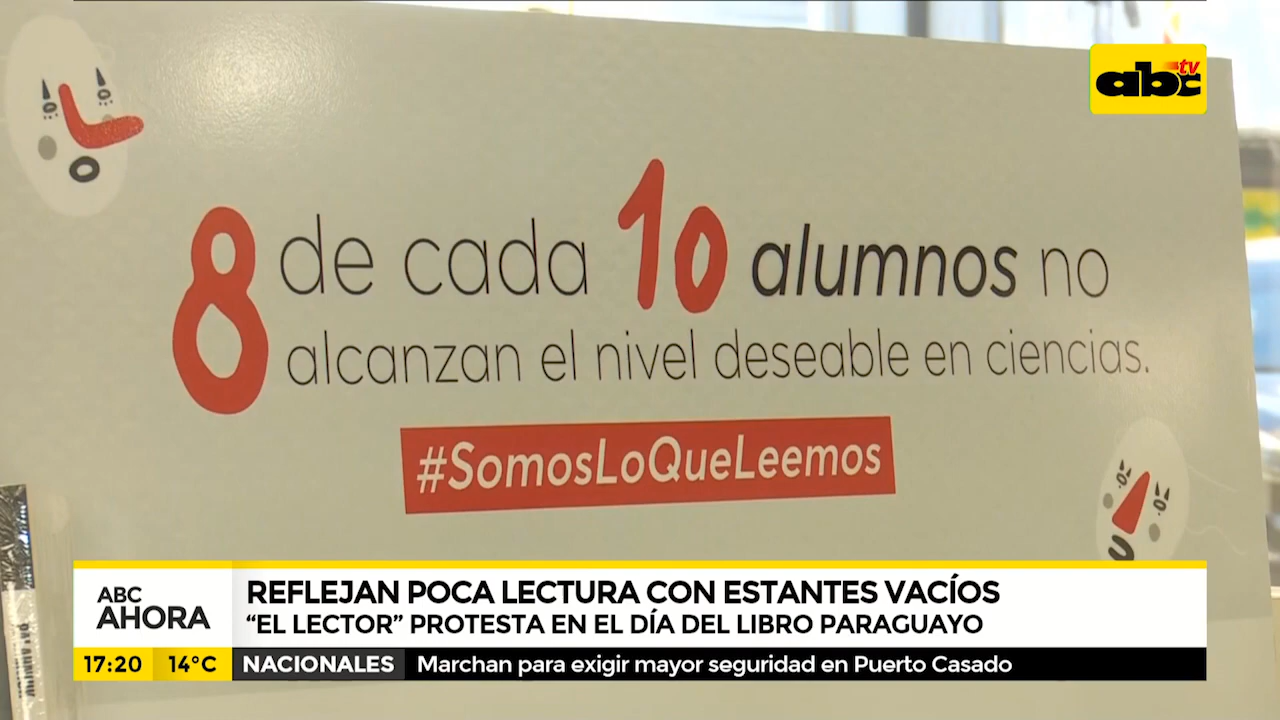 abc tv
8 de cada 10 alumnos no
alcanzan el nivel deseable en ciencias.
#SomosLoQueLeemos
ABC
AHORA
REFLEJAN POCA LECTURA CON ESTANTES VACÍOS
“EL LECTOR” PROTESTA EN EL DÍA DEL LIBRO PARAGUAYO
17:20 14°C NACIONALES Marchan para exigir mayor seguridad en Puerto Casado